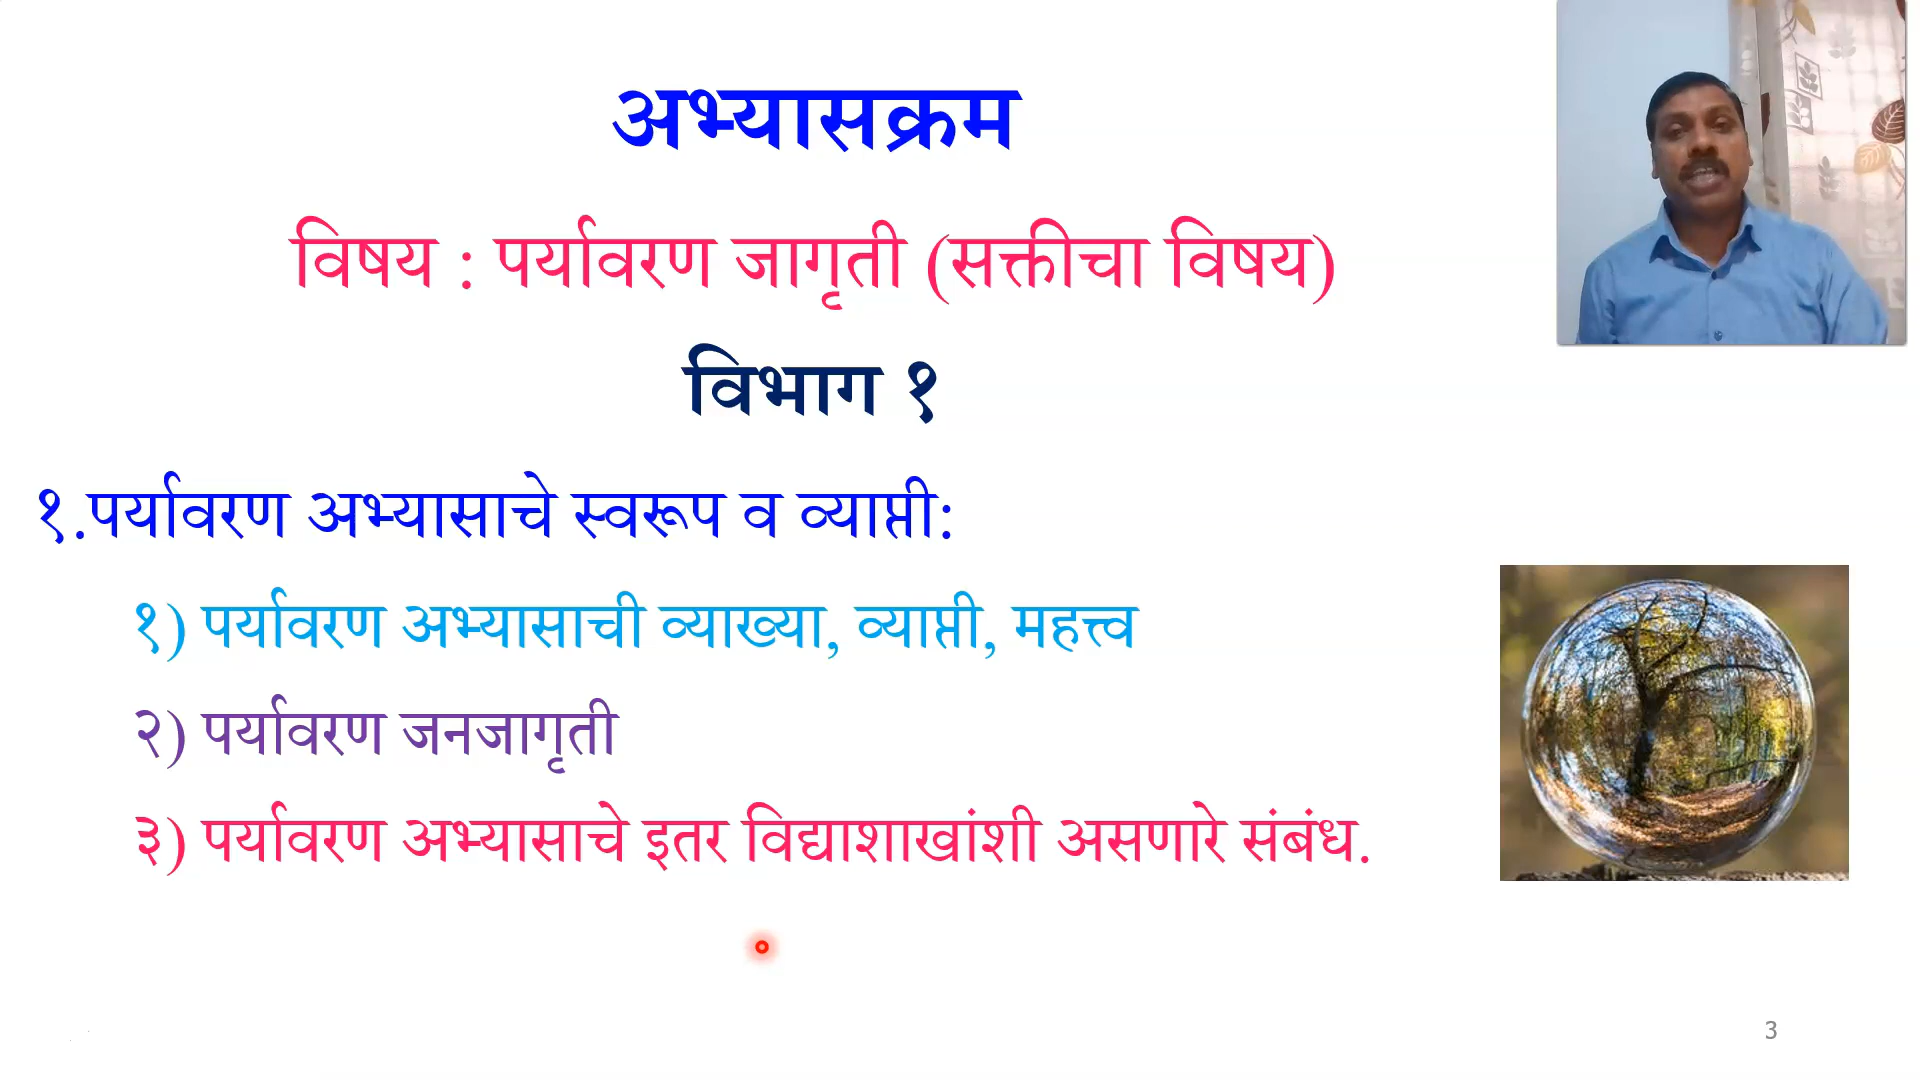 अभ्यासक्रम
विषय : पर्यावरण जागृती (सक्तीचा विषय)
विभाग १
१.पर्यावरण अभ्यासाचे स्वरूप व व्याप्ती:
१) पर्यावरण अभ्यासाची व्याख्या, व्याप्ती, महत्त्व
२) पर्यावरण जनजागृती
३) पर्यावरण अभ्यासाचे इतर विद्याशाखांशी असणारे संबंध.
3